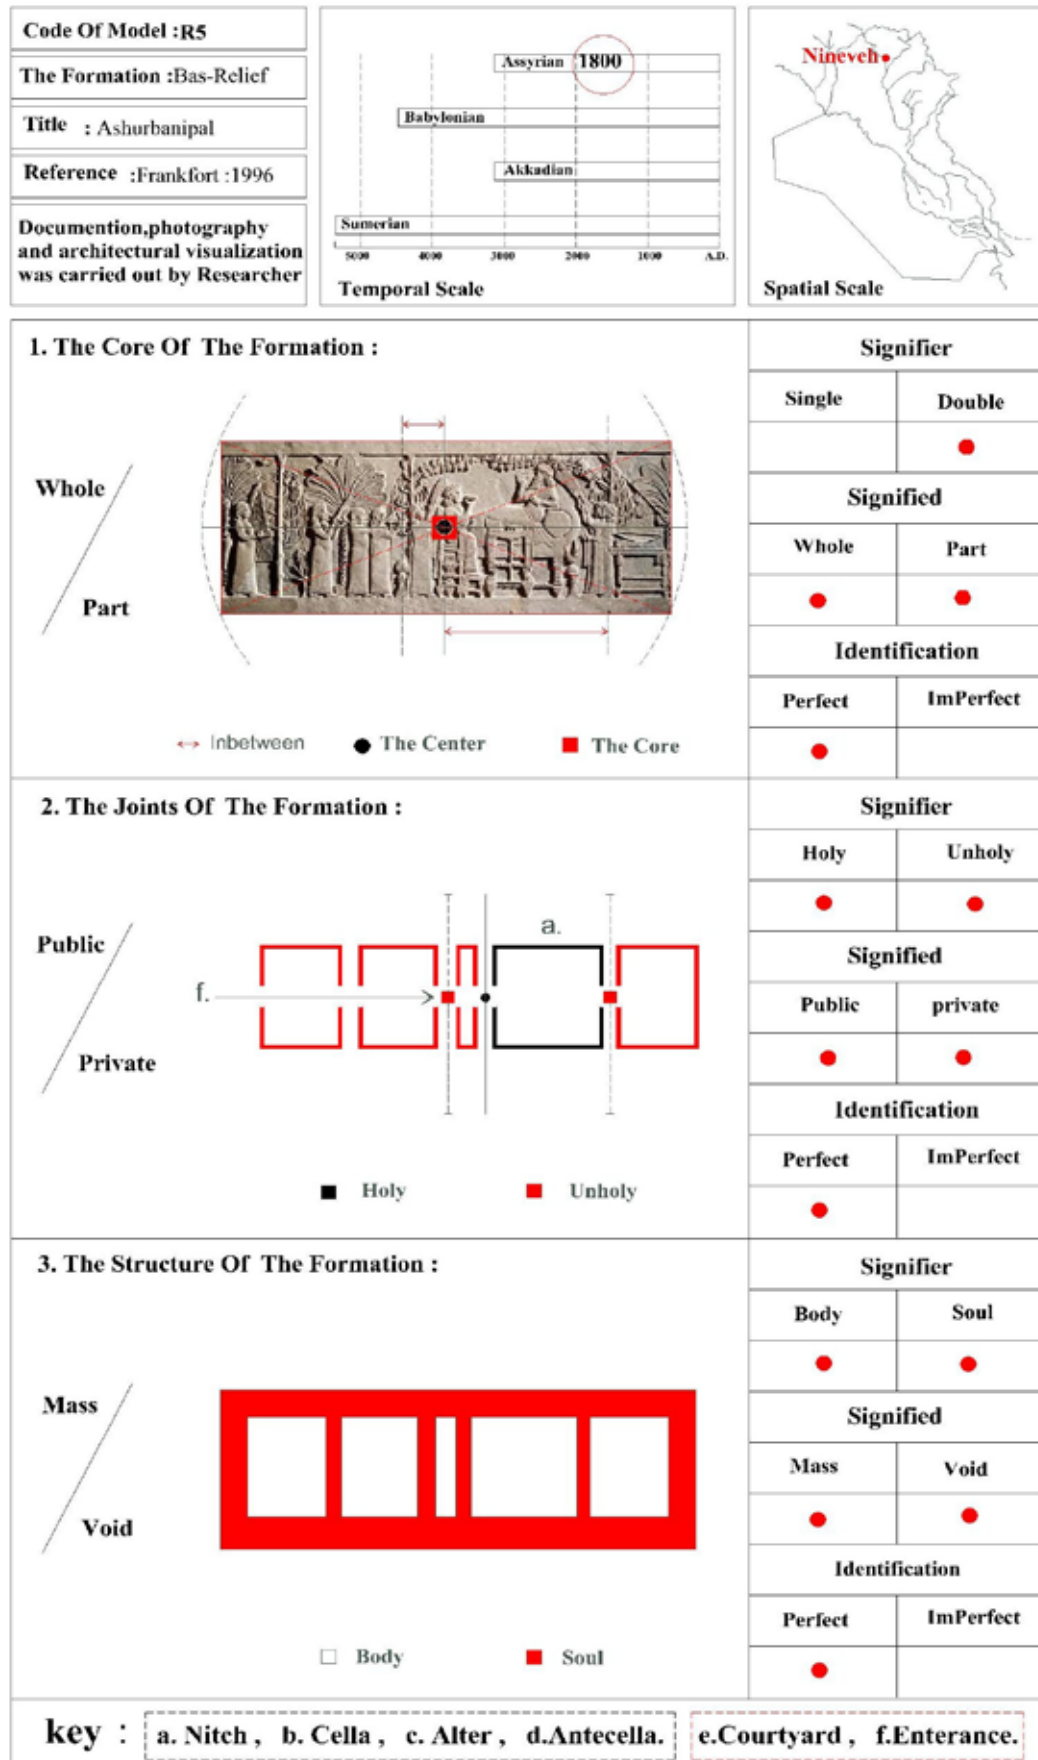 Code Of Model :R5
The Formation :Bas-Relief
Title : Ashurbanipal
Reference :Frankfort :1996
Documention,photography
and architectural visualization
was carried out by Researcher
Assyrian 1800
Babylonian
Akkadian
Sumerian
5000 4000 3000 2000 1000 A.D.
Temporal Scale
Nineveh
Spatial Scale
1. The Core Of The Formation :
Whole
Part
Inbetween The Center The Core
Signifier
Single Double
Signified
Whole Part
Identification
Perfect ImPerfect
2. The Joints Of The Formation :
Public
Private
a.
f.
Holy Unholy
Signifier
Holy Unholy
Signified
Public private
Identification
Perfect ImPerfect
3. The Structure Of The Formation :
Mass
Void
Body Soul
Signifier
Body Soul
Signified
Mass Void
Identification
Perfect ImPerfect
key : a. Nitch , b. Cella , c. Alter , d.Antecella. e.Courtyard , f.Enterance.